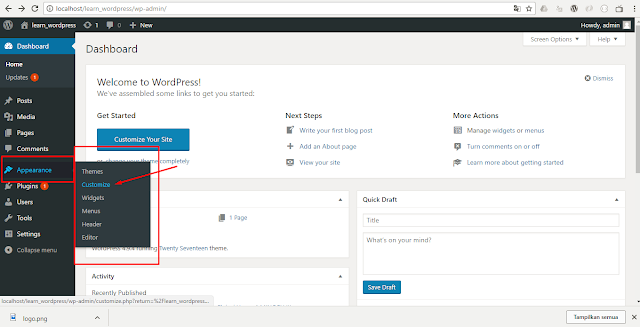 localhost/learn_wordpress/wp-admin/
learn_wordpress
2
0
New
Howdy, admin
Dashboard
Home
Updates 1
Posts
Media
Pages
Comments
Appearance
Plugins 1
Users
Tools
Settings
Collapse menu
Themes
Customize
Widgets
Menus
Header
Editor
Dashboard
Screen Options
Help
Welcome to WordPress!
We've assembled some links to get you started:
Dismiss
Get Started
Customize Your Site
or, change your theme completely
Next Steps
Write your first blog post
Add an About page
View your site
More Actions
Manage widgets or menus
Turn comments on or off
Learn more about getting started
1 Page
WordPress 4.9.4 running Twenty Seventeen theme.
Activity
Recently Published
Quick Draft
Title
What's on your mind?
Save Draft
localhost/learn_wordpress/wp-admin/customize.php?return=%2Flearn_wordpress...
logo.png
Tampilkan semua